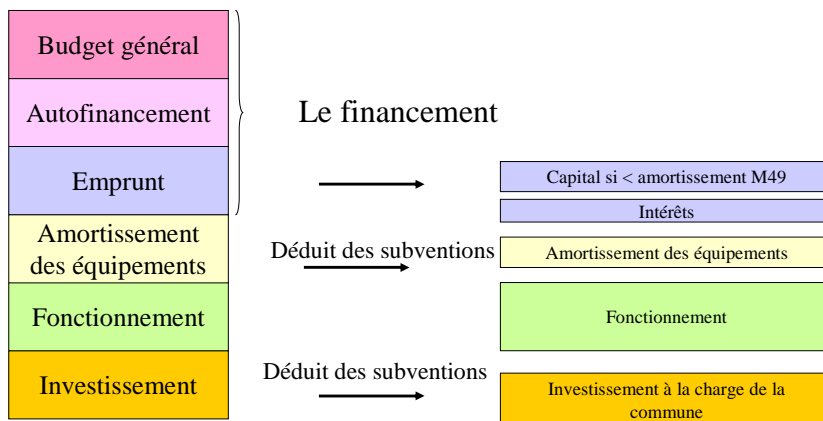 Budget général
Autofinancement
Emprunt
Amortissement
des équipements
Fonctionnement
Investissement
Le financement
Déduit des subventions
Déduit des subventions
Capital si < amortissement M49
Intérêts
Amortissement des équipements
Fonctionnement
Investissement à la charge de la
commune